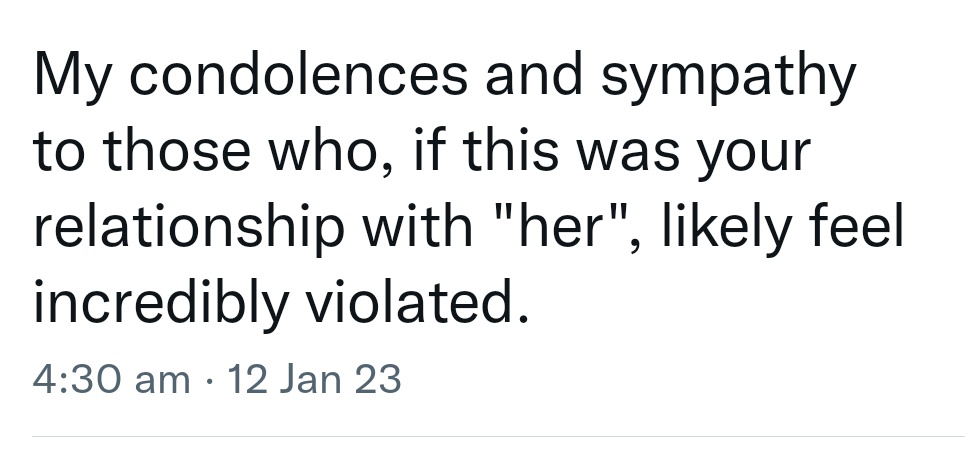 My condolences and sympathy
to those who, if this was your
relationship with "her", likely feel
incredibly violated.
4:30 am · 12 Jan 23